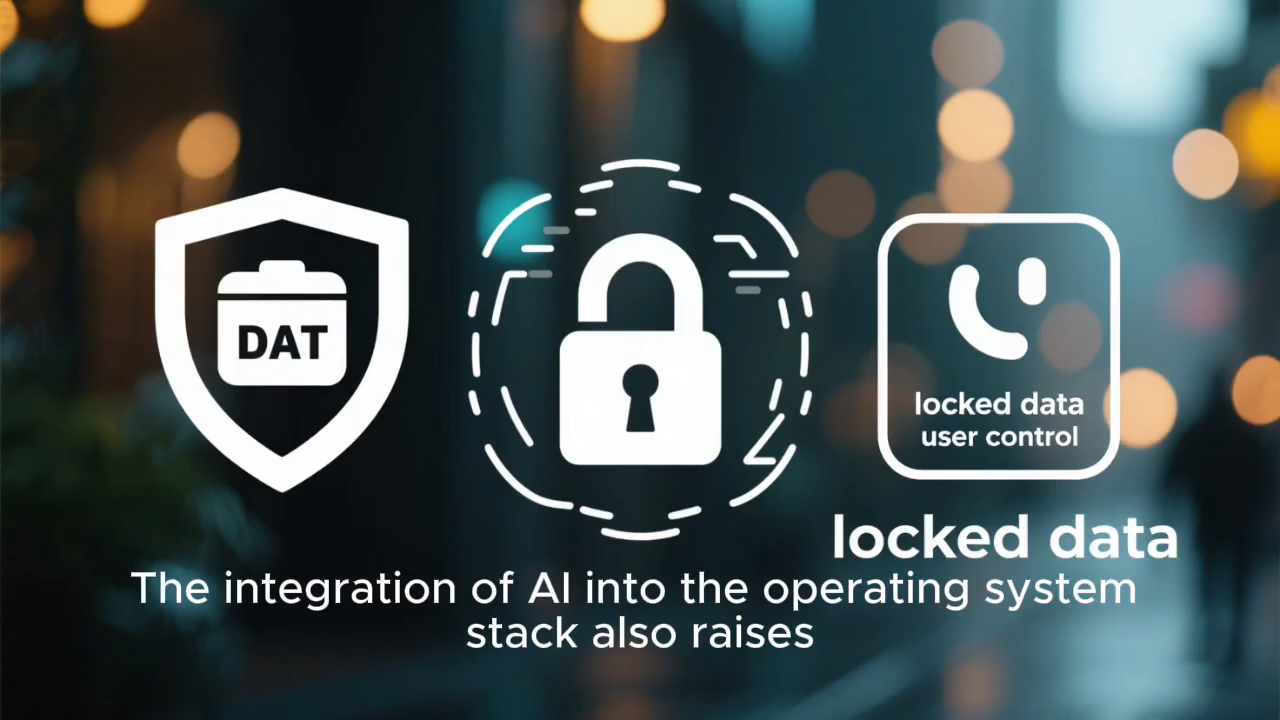 DAT
locked data
user control
locked data
The integration of AI into the operating system
stack also raises